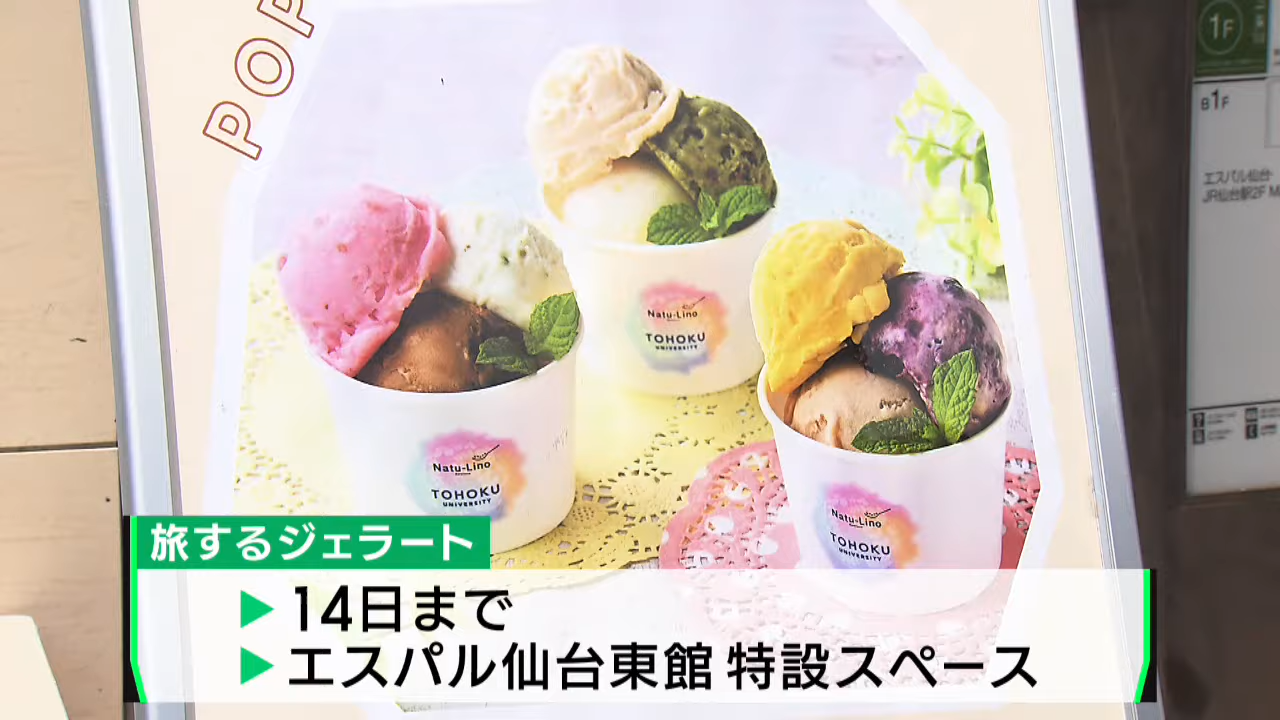 POP
1F
B1F
エスパル仙台
JR仙台駅2F
Natu-Lino
TOHOKU
UNIVERSITY
Natu-Lino
TOHOKU
UNIVERSITY
Natu-Lino
TOHOKU
UNIVERSITY
旅するジェラート
▶14日まで
▶エスパル仙台東館 特設スペース